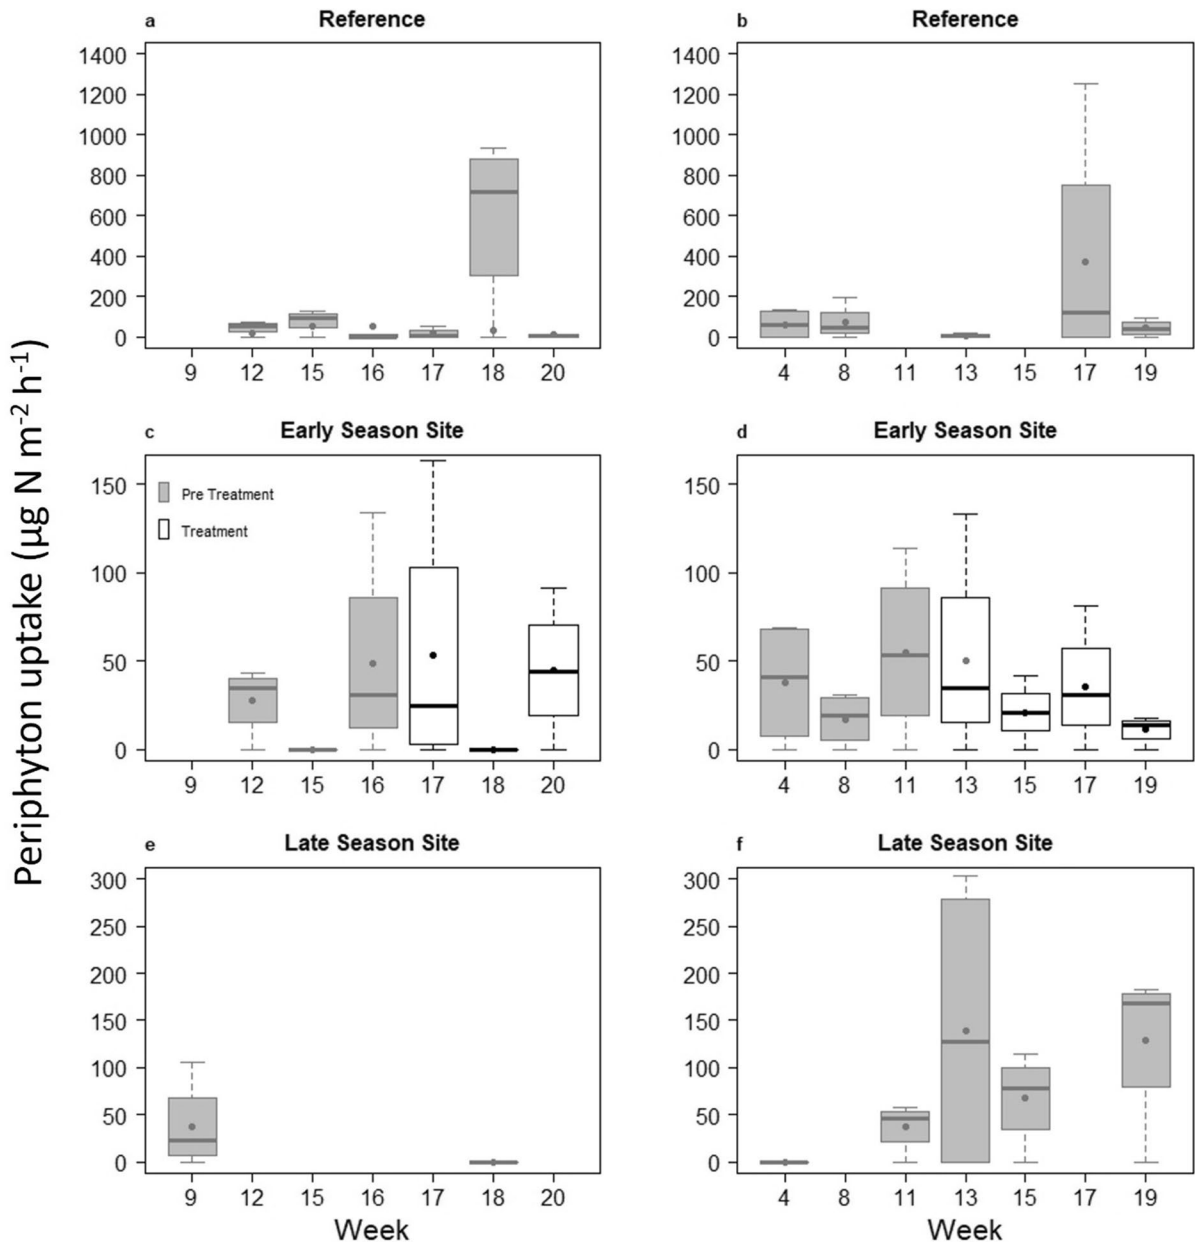 a Reference
1400
1200
1000
800
600
400
200
0
9 12 15 16 17 18 20
b Reference
1400
1200
1000
800
600
400
200
0
4 8 11 13 15 17 19
Periphyton uptake (µg N m-2 h-1)
c Early Season Site
150
100
50
0
Pre Treatment
Treatment
9 12 15 16 17 18 20
d Early Season Site
150
100
50
0
4 8 11 13 15 17 19
e Late Season Site
300
250
200
150
100
50
0
9 12 15 16 17 18 20
Week
f Late Season Site
300
250
200
150
100
50
0
4 8 11 13 15 17 19
Week